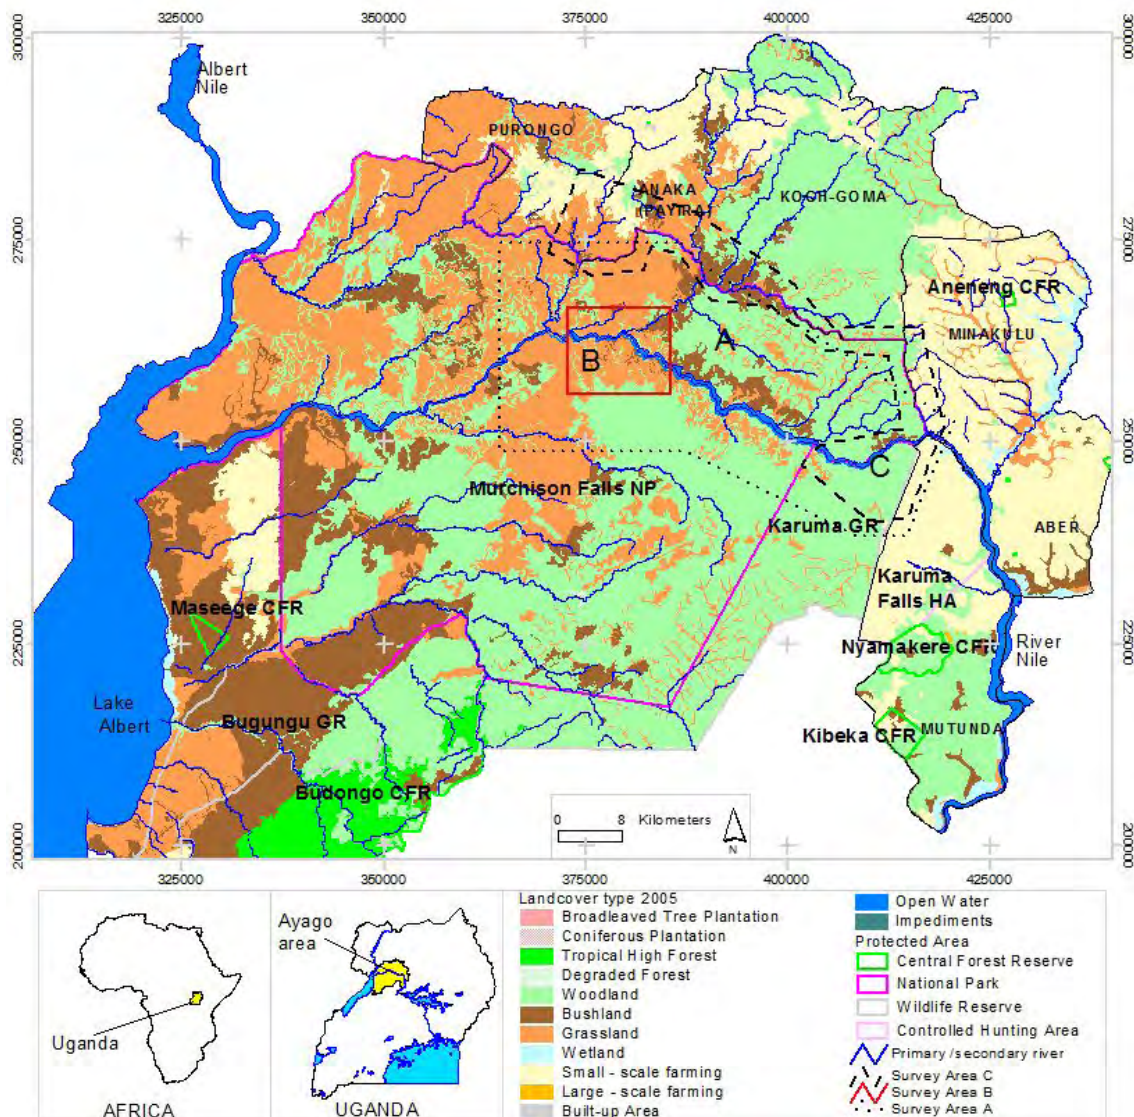 325000 350000 375000 400000 425000
300000
300000
Albert
Nile
PURONGO
ANAKA
(PAYIRA)
KOCH-GOMA
275000
275000
Aneneng CFR
MINAKULU
A
B
250000
250000
C
Murchison Falls NP
Karuma GR
ABER
Karuma
Falls HA
Maseege CFR
225000
225000
Nyamakere CFR
River
Nile
Lake
Albert
Bugungu GR
Kibeka CFR
MUTUNDA
Budongo CFR
0 8 Kilometers
N
200000
200000
325000 350000 375000 400000 425000
Uganda
AFRICA
Ayago
area
UGANDA
Landcover type 2005
Broadleaved Tree Plantation
Coniferous Plantation
Tropical High Forest
Degraded Forest
Woodland
Bushland
Grassland
Wetland
Small - scale farming
Large - scale farming
Built-up Area
Open Water
Impediments
Protected Area
Central Forest Reserve
National Park
Wildlife Reserve
Controlled Hunting Area
Primary /secondary river
Survey Area C
Survey Area B
Survey Area A